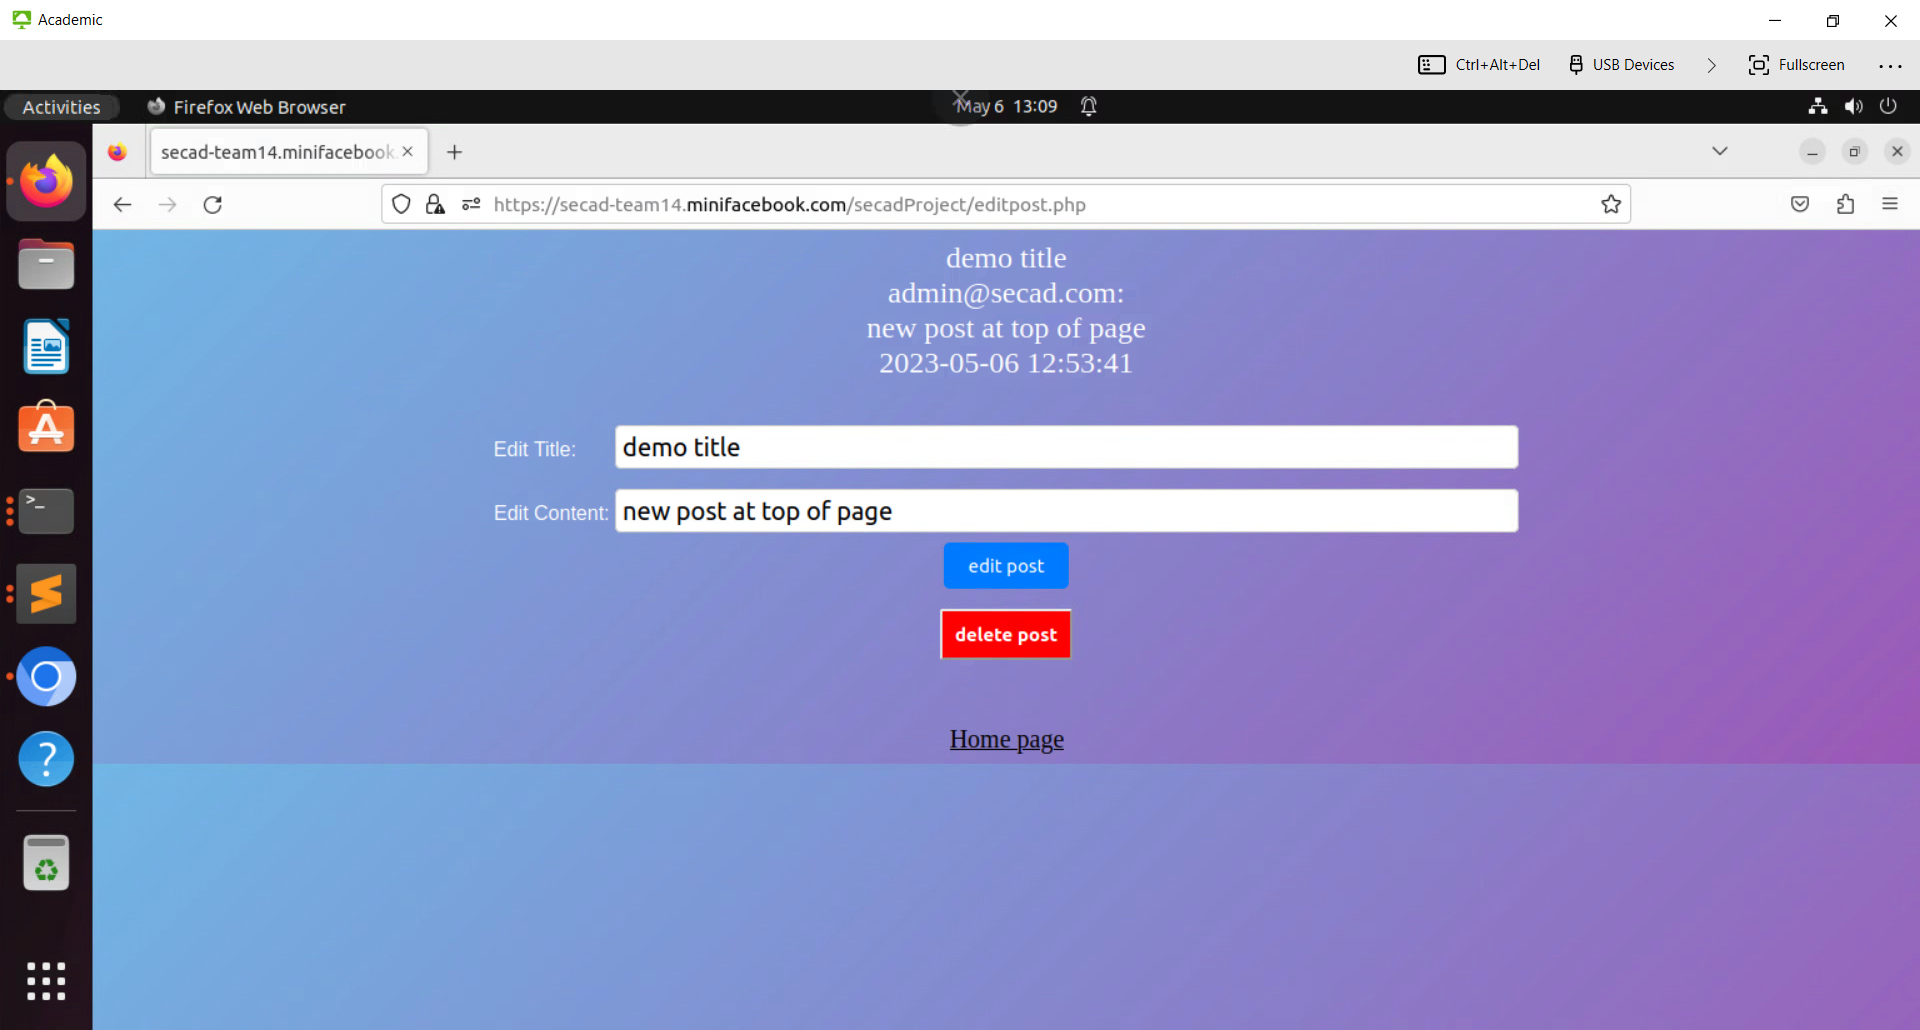 Academic
Ctrl+Alt+Del USB Devices Fullscreen
Activities Firefox Web Browser May 6 13:09
secad-team14.minifacebook
https://secad-team14.minifacebook.com/secadProject/editpost.php
demo title
admin@secad.com:
new post at top of page
2023-05-06 12:53:41
Edit Title: demo title
Edit Content: new post at top of page
edit post
delete post
Home page